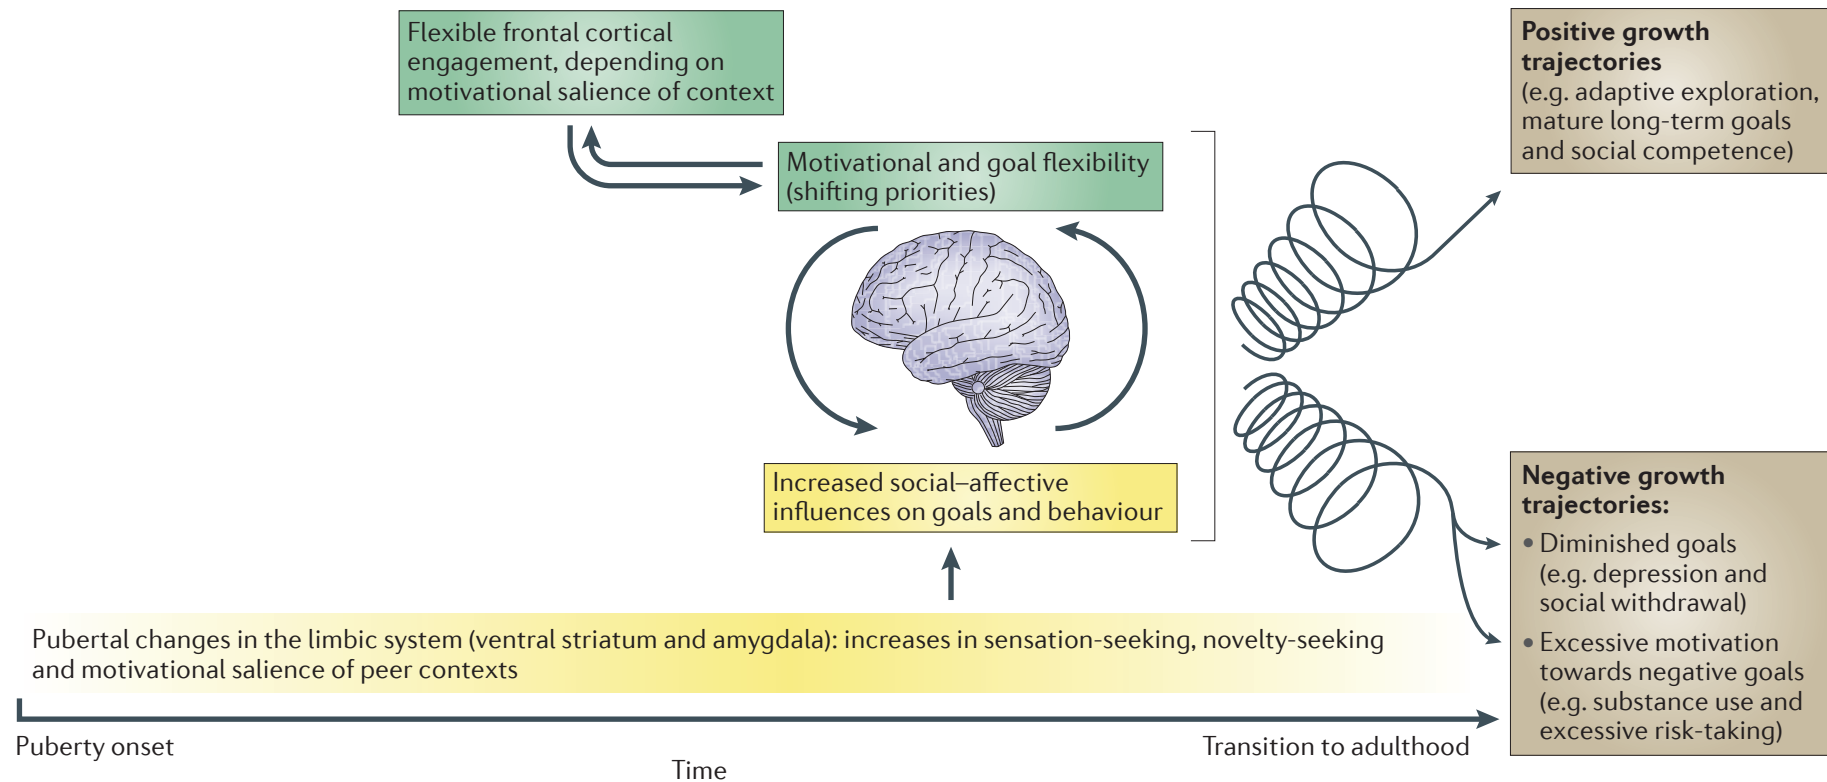 Flexible frontal cortical
engagement, depending on
motivational salience of context
Motivational and goal flexibility
(shifting priorities)
Increased social–affective
influences on goals and behaviour
Positive growth
trajectories
(e.g. adaptive exploration,
mature long-term goals
and social competence)
Negative growth
trajectories:
• Diminished goals
(e.g. depression and
social withdrawal)
• Excessive motivation
towards negative goals
(e.g. substance use and
excessive risk-taking)
Pubertal changes in the limbic system (ventral striatum and amygdala): increases in sensation-seeking, novelty-seeking
and motivational salience of peer contexts
Puberty onset
Transition to adulthood
Time